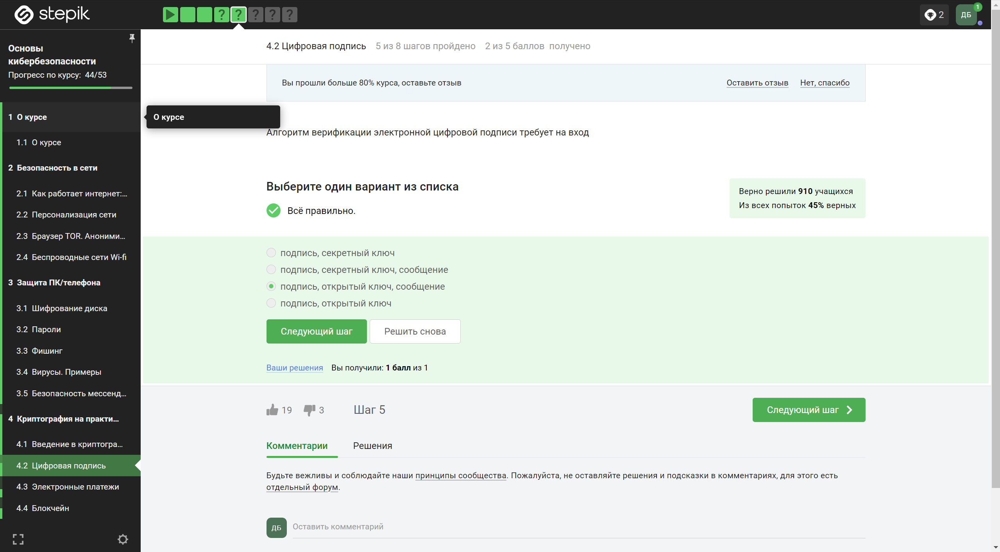 stepik
?
?
?
?
?
2
ДБ
1
Основы
кибербезопасности
Прогресс по курсу: 44/53
1 О курсе
1.1 О курсе
2 Безопасность в сети
2.1 Как работает интернет:...
2.2 Персонализация сети
2.3 Браузер TOR. Аноними...
2.4 Беспроводные сети Wi-fi
3 Защита ПК/телефона
3.1 Шифрование диска
3.2 Пароли
3.3 Фишинг
3.4 Вирусы. Примеры
3.5 Безопасность мессенд...
4 Криптография на практи...
4.1 Введение в криптогра...
4.2 Цифровая подпись
4.3 Электронные платежи
4.4 Блокчейн
О курсе
4.2 Цифровая подпись 5 из 8 шагов пройдено 2 из 5 баллов получено
Вы прошли больше 80% курса, оставьте отзыв Оставить отзыв Нет, спасибо
Алгоритм верификации электронной цифровой подписи требует на вход
Выберите один вариант из списка
Всё правильно.
Верно решили 910 учащихся
Из всех попыток 45% верных
подпись, секретный ключ
подпись, секретный ключ, сообщение
подпись, открытый ключ, сообщение
подпись, открытый ключ
Следующий шаг Решить снова
Ваши решения Вы получили: 1 балл из 1
19 3 Шаг 5 Следующий шаг
Комментарии Решения
Будьте вежливы и соблюдайте наши принципы сообщества. Пожалуйста, не оставляйте решения и подсказки в комментариях, для этого есть
отдельный форум.
ДБ Оставить комментарий